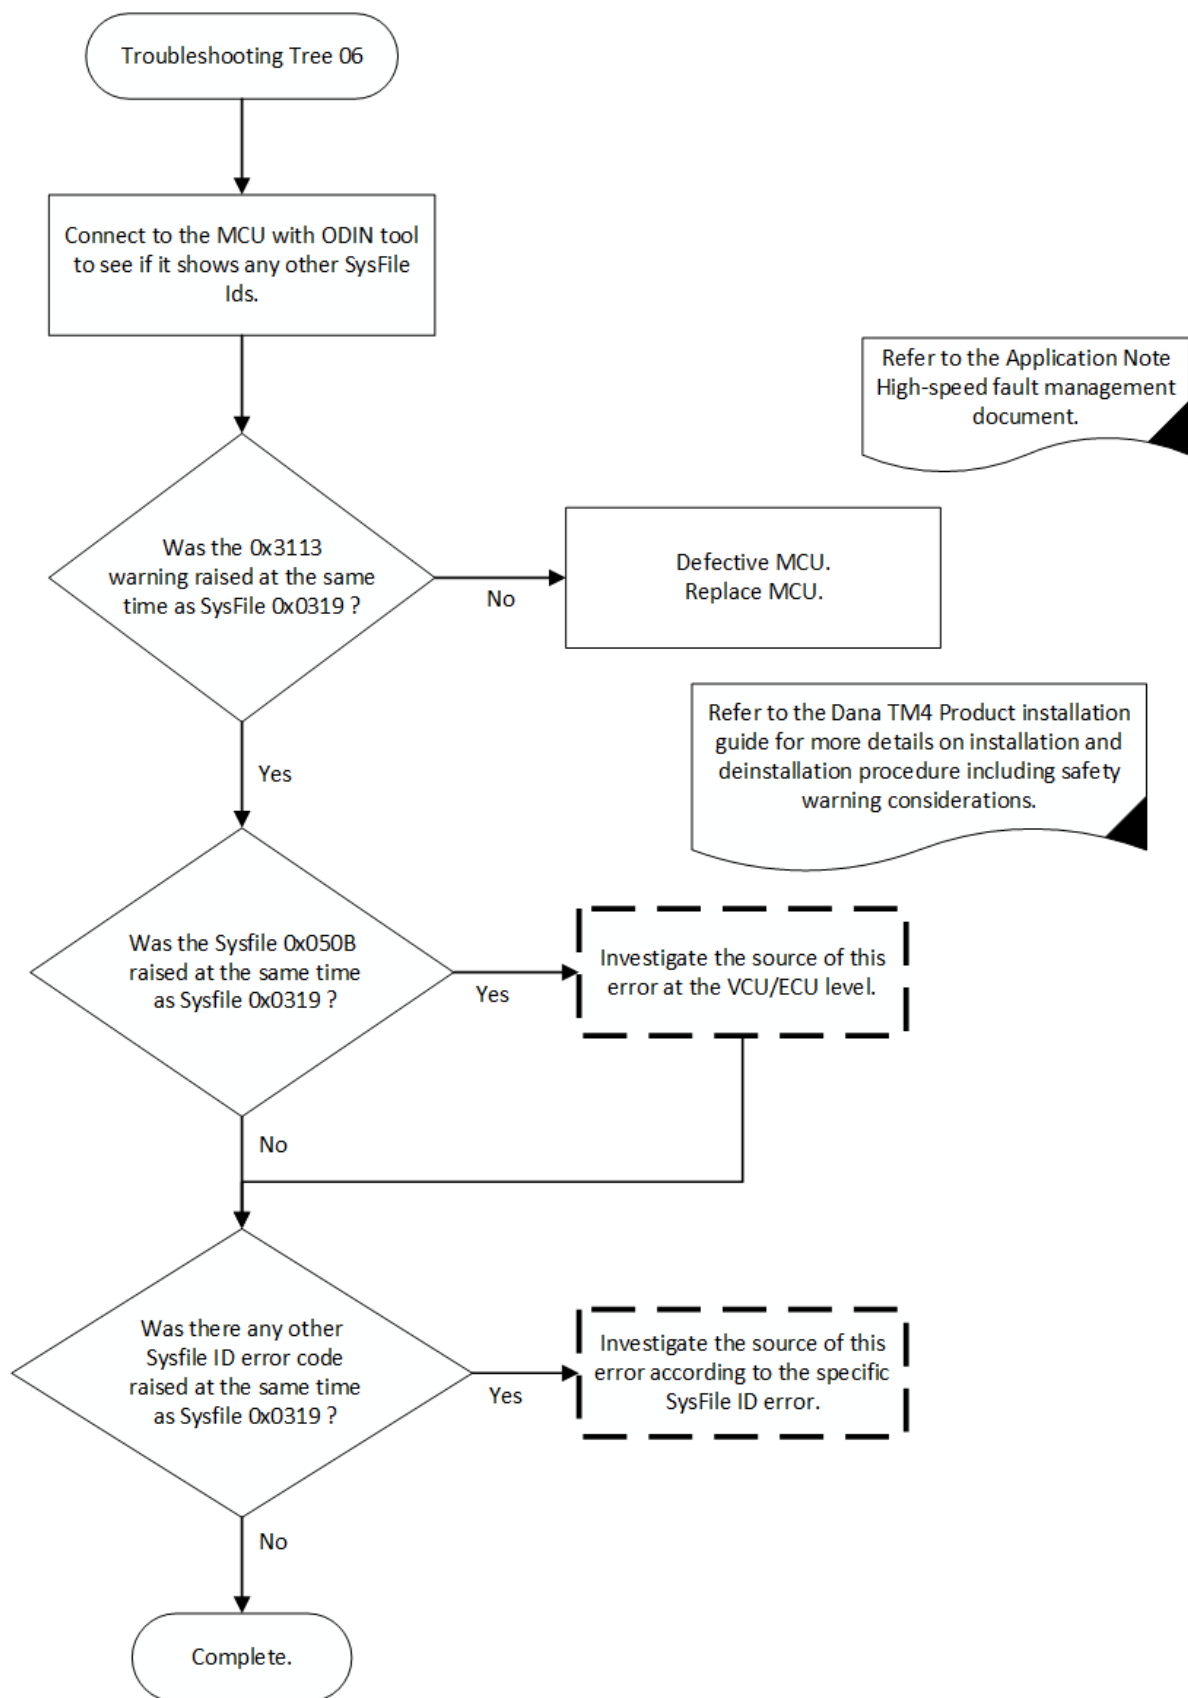 Troubleshooting Tree 06
Connect to the MCU with ODIN tool
to see if it shows any other SysFile
Ids.
Refer to the Application Note
High-speed fault management
document.
Was the 0x3113
warning raised at the same
time as SysFile 0x0319 ?
No
Defective MCU.
Replace MCU.
Refer to the Dana TM4 Product installation
guide for more details on installation and
deinstallation procedure including safety
warning considerations.
Yes
Was the Sysfile 0x050B
raised at the same time
as Sysfile 0x0319 ?
Yes
Investigate the source of this
error at the VCU/ECU level.
No
Was there any other
Sysfile ID error code
raised at the same time
as Sysfile 0x0319 ?
Yes
Investigate the source of this
error according to the specific
SysFile ID error.
No
Complete.